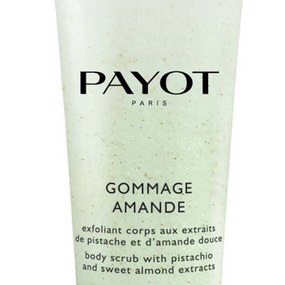 PAYOT
PARIS
GOMMAGE
AMANDE
exfoliant corps aux extraits
de pistache et d'amande douce
body scrub with pistachio
and sweet almond extracts